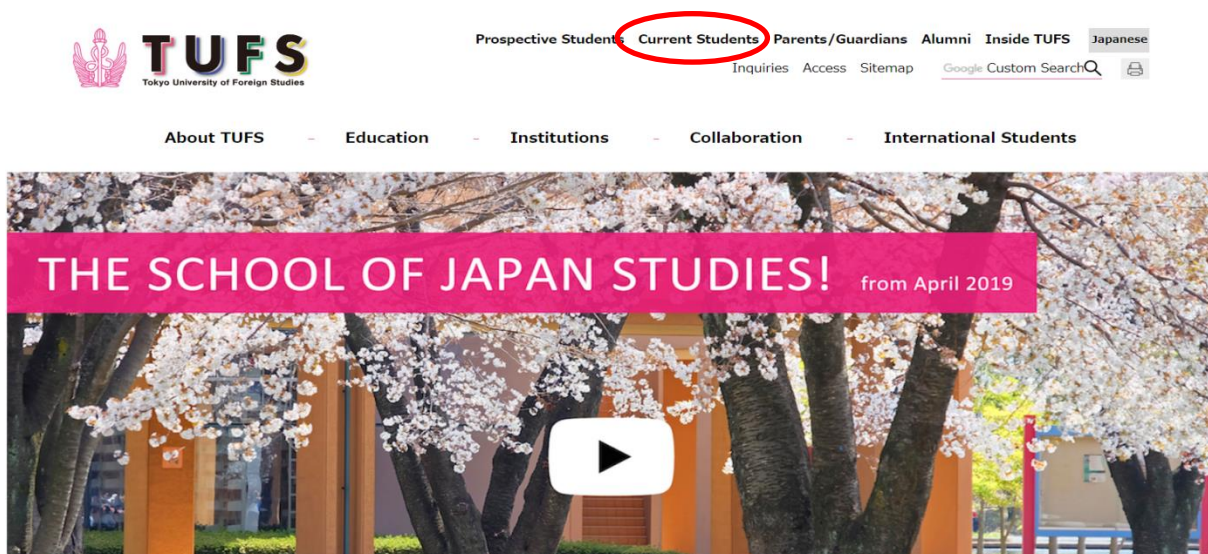 TUFS
Tokyo University of Foreign Studies
Prospective Students Current Students Parents/Guardians Alumni Inside TUFS Japanese
Inquiries Access Sitemap Google Custom Search
About TUFS - Education - Institutions - Collaboration - International Students
THE SCHOOL OF JAPAN STUDIES! from April 2019